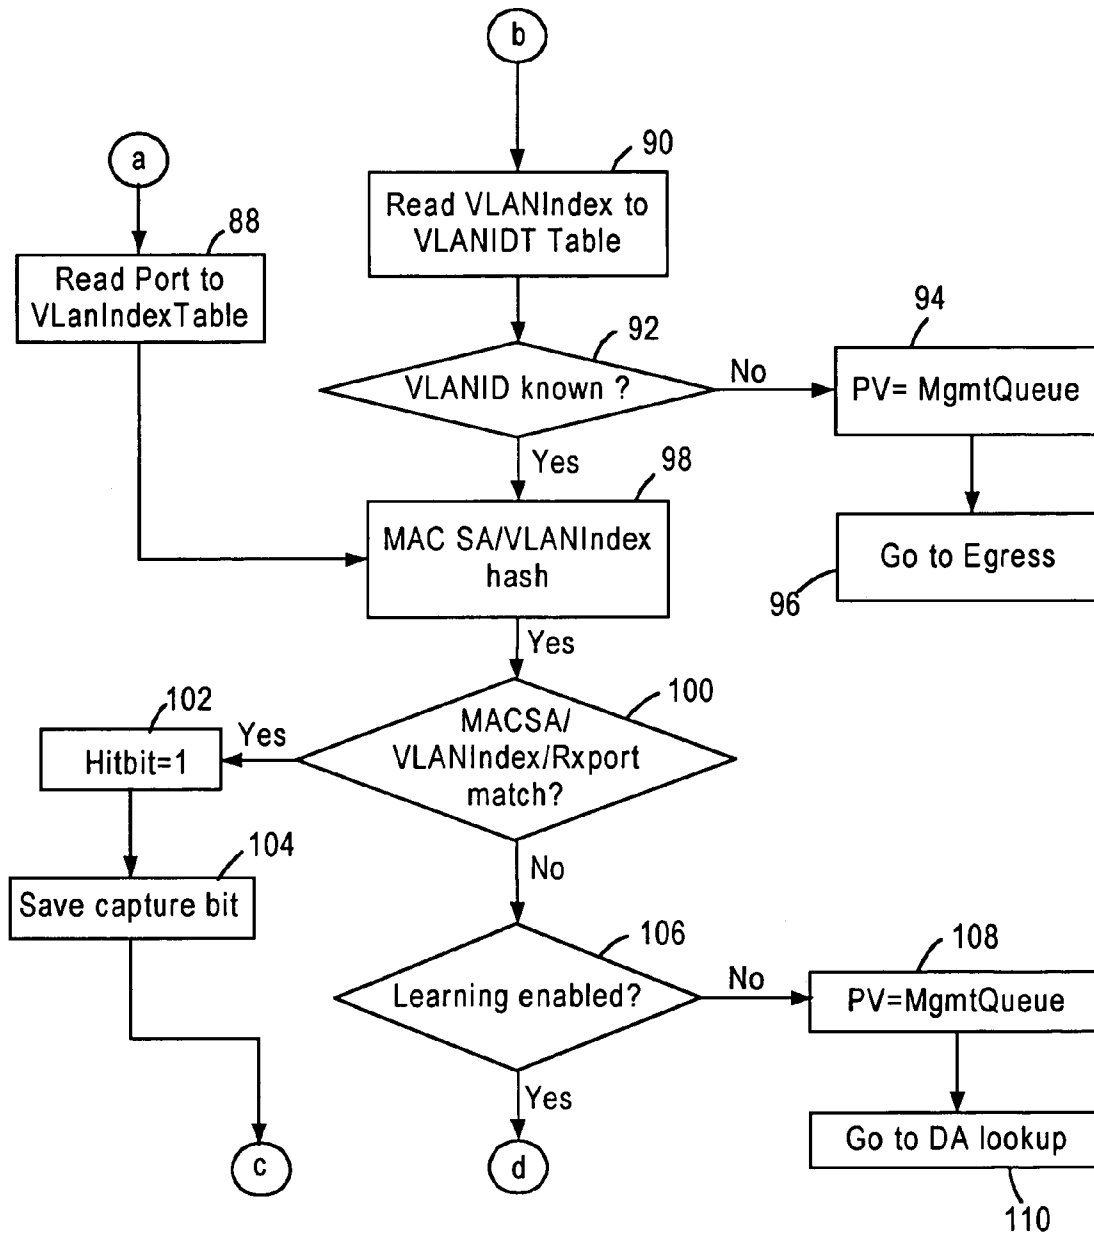 b
a
90
Read VLANIndex to
VLANIDT Table
88
Read Port to
VLanIndexTable
92
VLANID known ?
No
94
PV= MgmtQueue
Yes
98
MAC SA/VLANIndex
hash
Go to Egress
96
Yes
100
MACSA/
VLANIndex/Rxport
match?
Yes
102
Hitbit=1
104
Save capture bit
No
106
Learning enabled?
No
108
PV=MgmtQueue
Yes
Go to DA lookup
110
c
d